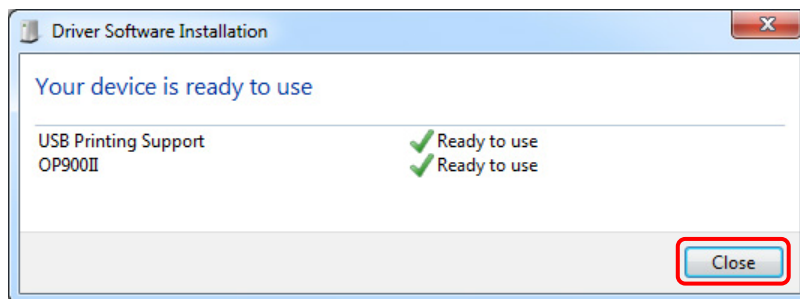 Driver Software Installation
Your device is ready to use
USB Printing Support Ready to use
OP900II Ready to use
Close